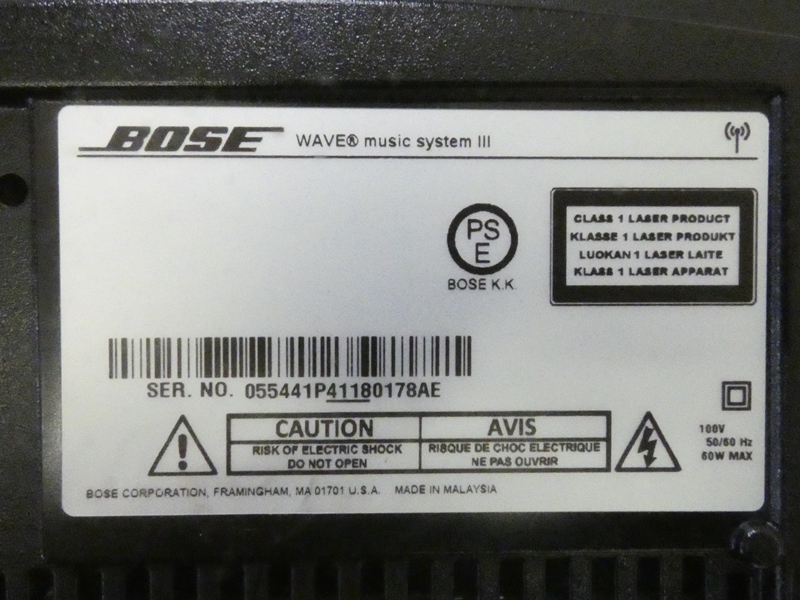 BOSE WAVE® music system III
PS
E
BOSE K.K.
CLASS 1 LASER PRODUCT
KLASSE 1 LASER PRODUKT
LUOKAN 1 LASER LAITE
KLASS 1 LASER APPARAT
SER. NO. 055441P41180178AE
CAUTION
RISK OF ELECTRIC SHOCK
DO NOT OPEN
AVIS
RISQUE DE CHOC ELECTRIQUE
NE PAS OUVRIR
100V
50/60 Hz
60W MAX
BOSE CORPORATION, FRAMINGHAM, MA 01701 U.S.A. MADE IN MALAYSIA